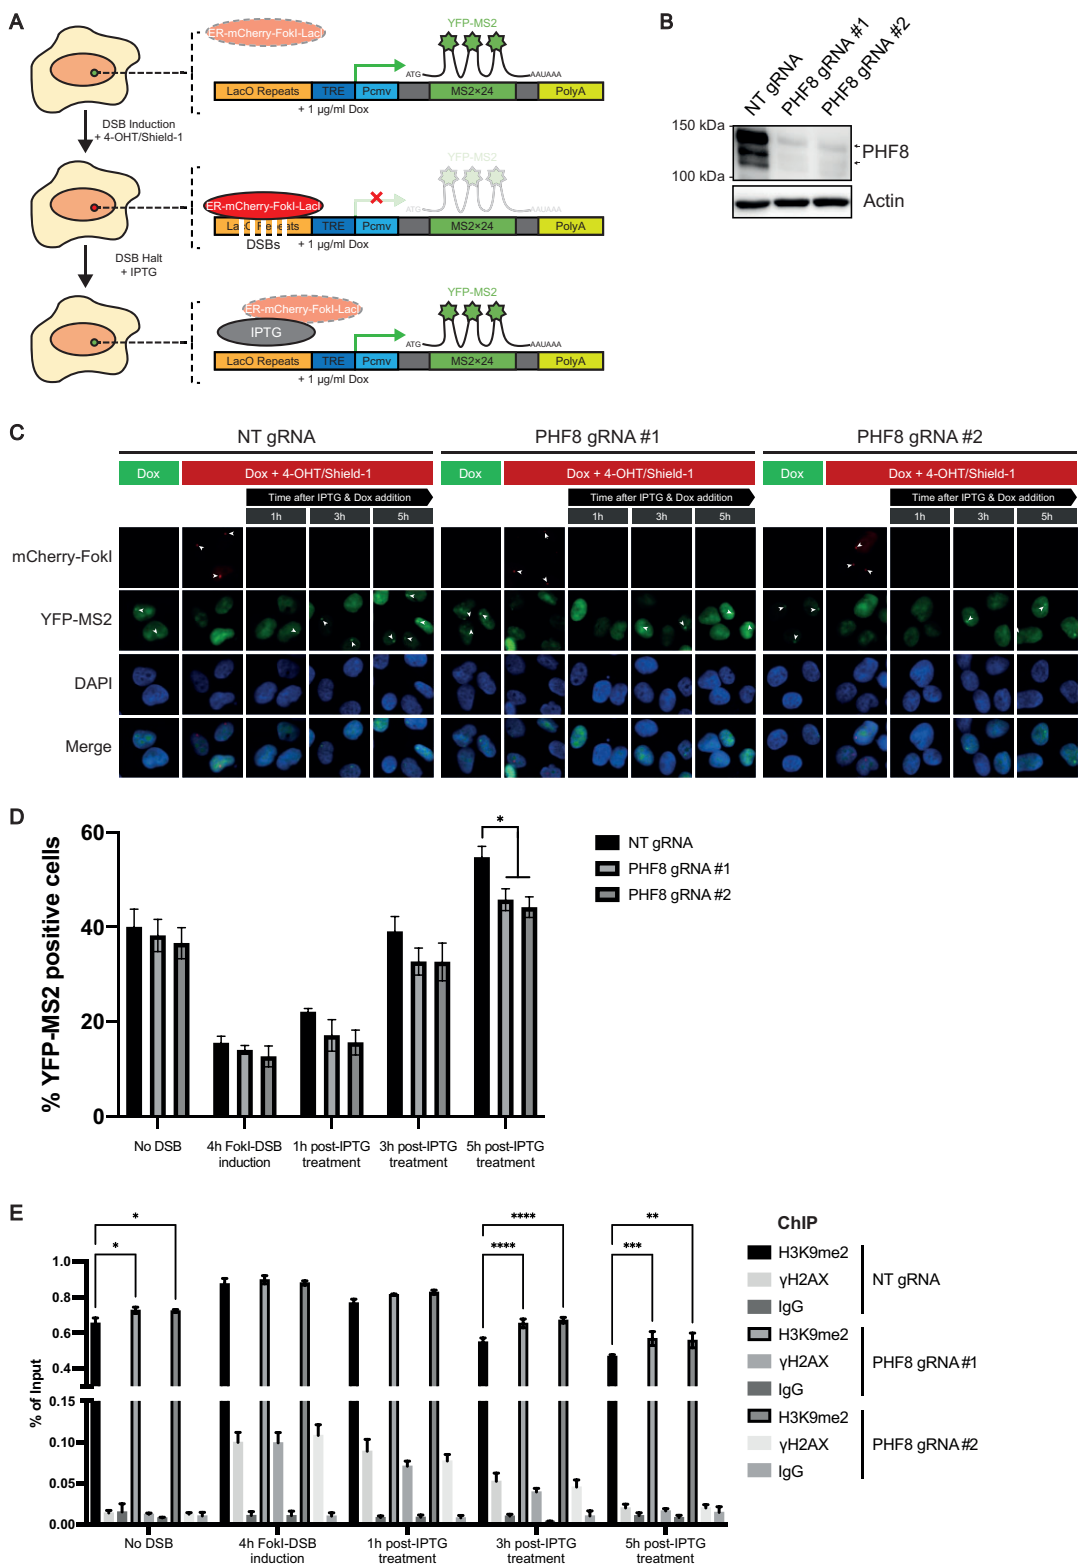 A
ER-mCherry-FokI-LacI
YFP-MS2
ATG
AAUAAA
LacO Repeats
TRE
Pcmv
MS2×24
PolyA
+ 1 µg/ml Dox
DSB Induction
+ 4-OHT/Shield-1
YFP-MS2
ER-mCherry-FokI-LacI
ATG
AAUAAA
LacO Repeats
TRE
Pcmv
MS2×24
PolyA
DSBs
+ 1 µg/ml Dox
DSB Halt
+ IPTG
YFP-MS2
ER-mCherry-FokI-LacI
IPTG
ATG
AAUAAA
LacO Repeats
TRE
Pcmv
MS2×24
PolyA
+ 1 µg/ml Dox
B
NT gRNA
PHF8 gRNA #1
PHF8 gRNA #2
150 kDa
PHF8
100 kDa
Actin
C
NT gRNA
PHF8 gRNA #1
PHF8 gRNA #2
Dox
Dox + 4-OHT/Shield-1
Dox
Dox + 4-OHT/Shield-1
Dox
Dox + 4-OHT/Shield-1
Time after IPTG & Dox addition
Time after IPTG & Dox addition
Time after IPTG & Dox addition
1h
3h
5h
1h
3h
5h
1h
3h
5h
mCherry-FokI
YFP-MS2
DAPI
Merge
D
% YFP-MS2 positive cells
60
40
20
0
*
NT gRNA
PHF8 gRNA #1
PHF8 gRNA #2
No DSB
4h FokI-DSB
induction
1h post-IPTG
treatment
3h post-IPTG
treatment
5h post-IPTG
treatment
E
% of Input
1.0
0.8
0.6
0.4
0.15
0.10
0.05
0.00
*
*
****
****
**
***
No DSB
4h FokI-DSB
induction
1h post-IPTG
treatment
3h post-IPTG
treatment
5h post-IPTG
treatment
ChIP
H3K9me2
γH2AX
IgG
NT gRNA
H3K9me2
γH2AX
IgG
PHF8 gRNA #1
H3K9me2
γH2AX
IgG
PHF8 gRNA #2